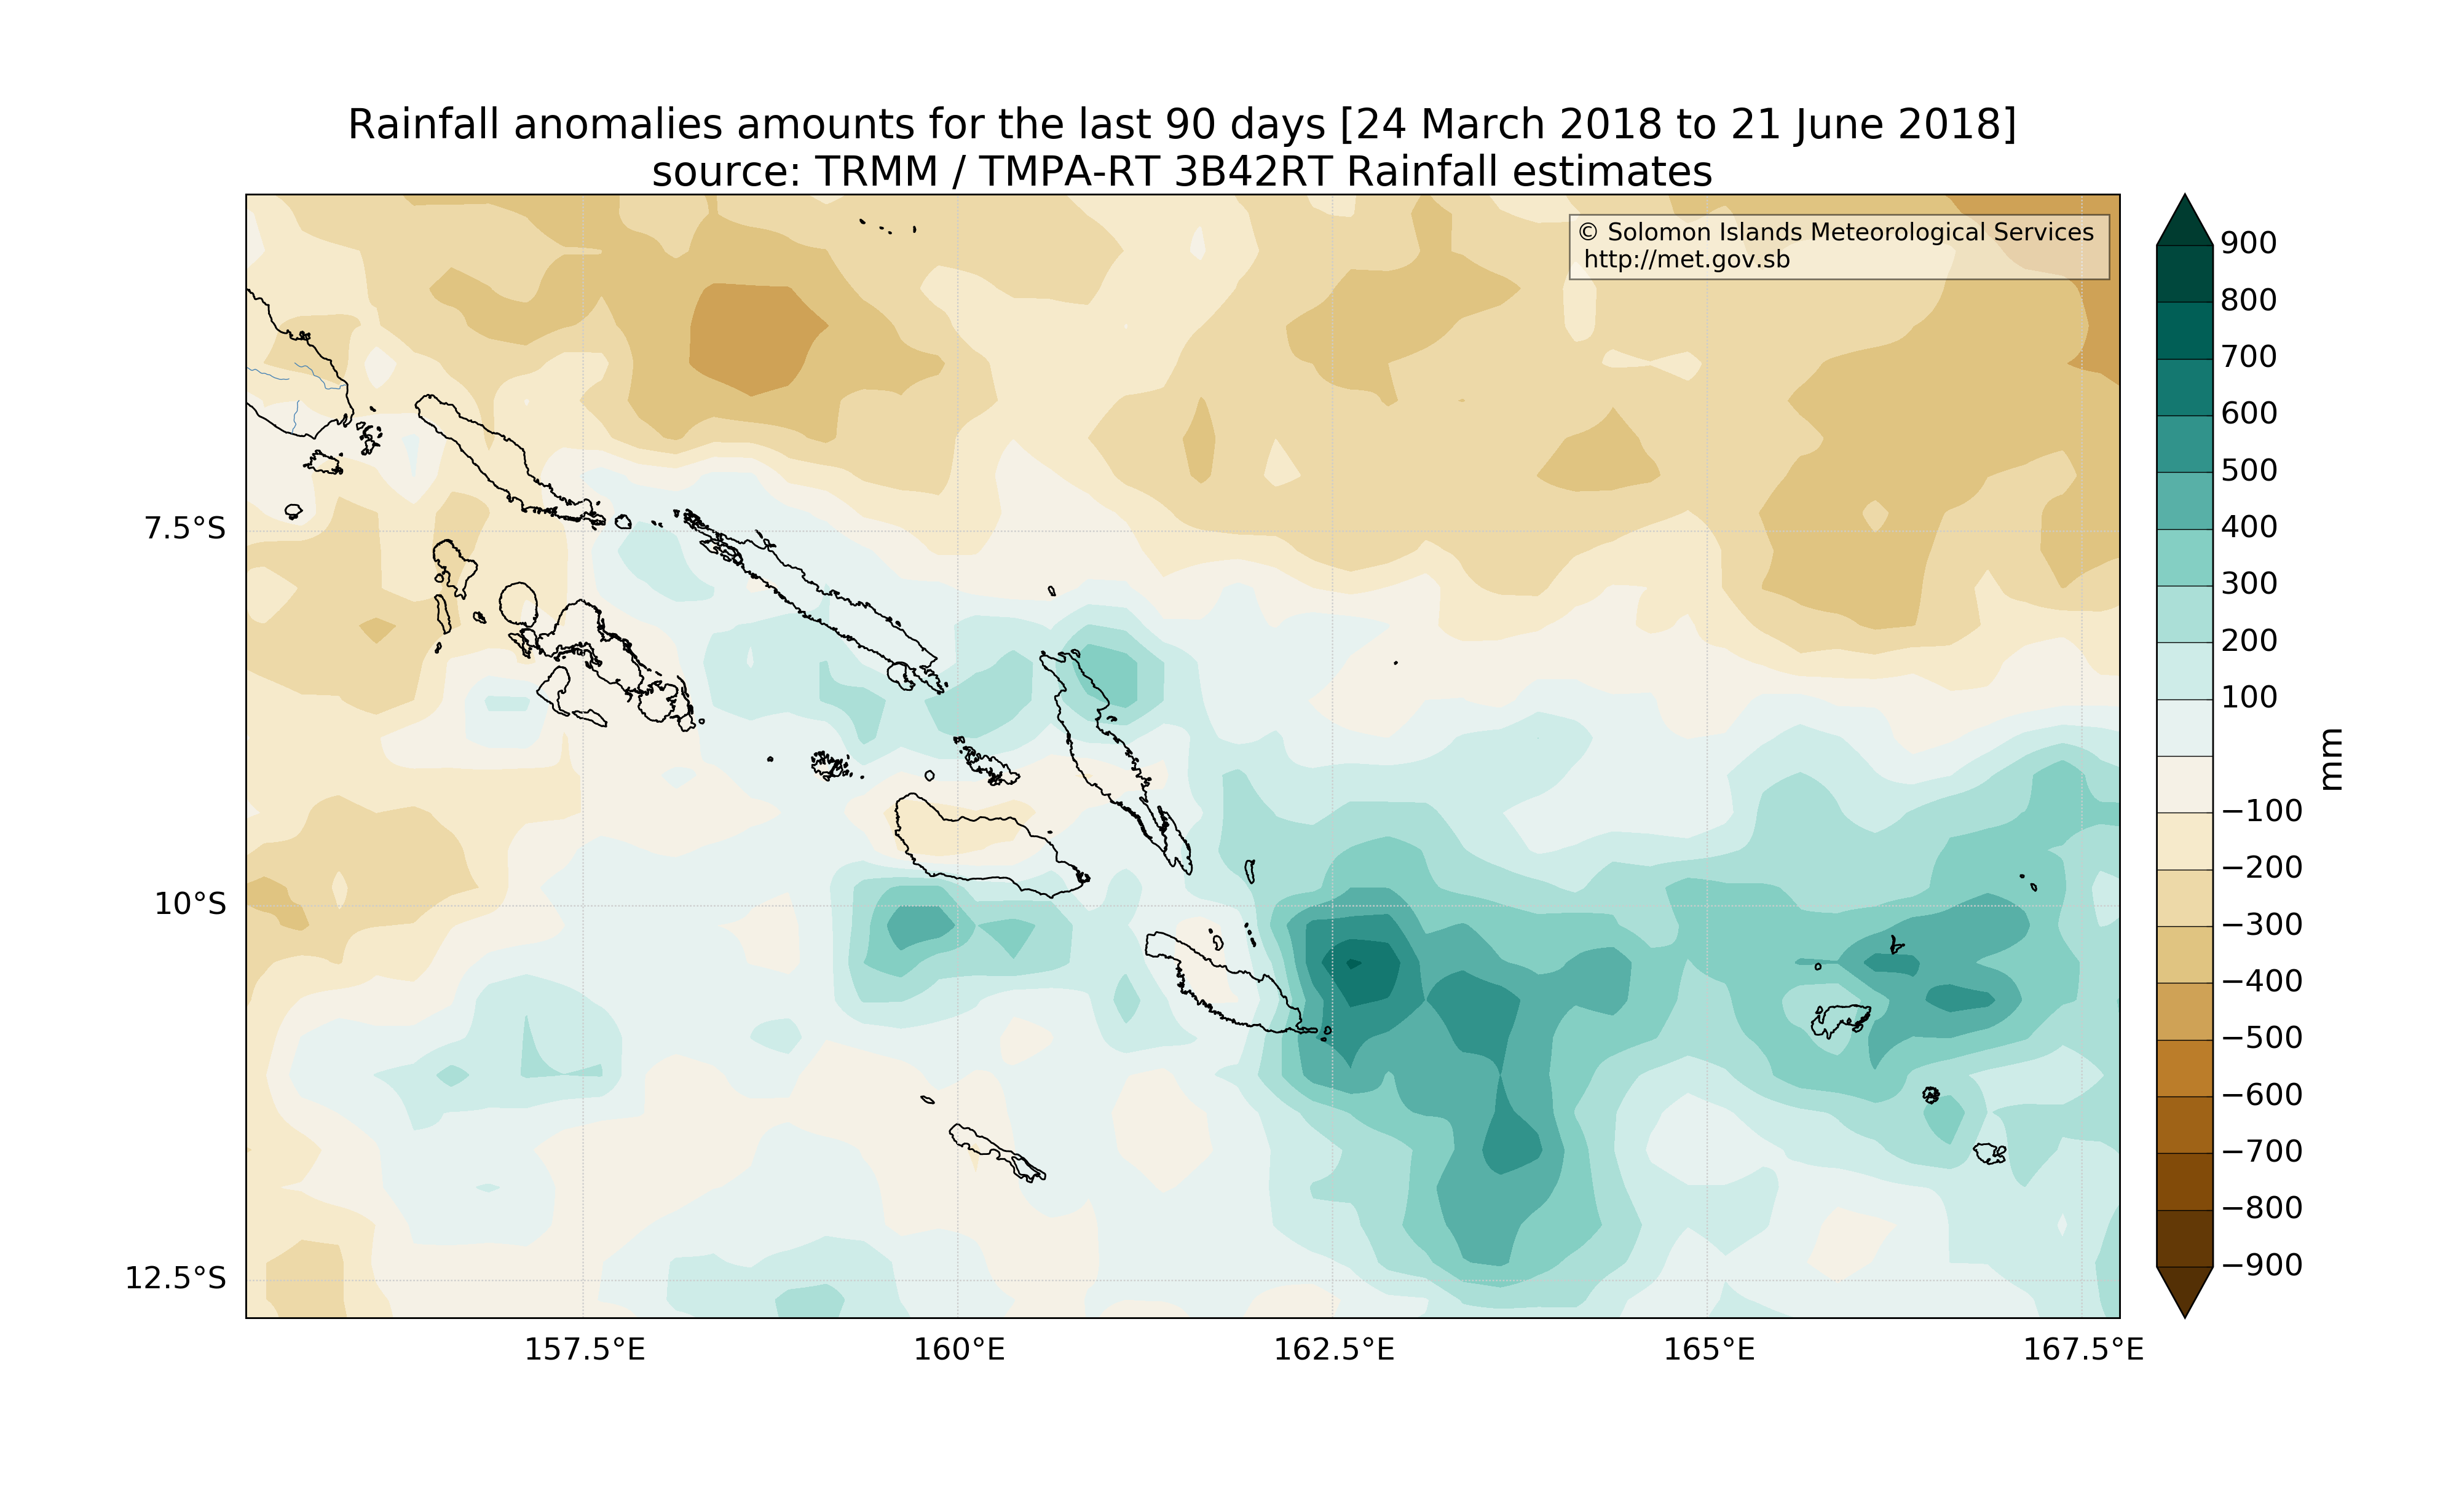 Rainfall anomalies amounts for the last 90 days [24 March 2018 to 21 June 2018]
source: TRMM / TMPA-RT 3B42RT Rainfall estimates
© Solomon Islands Meteorological Services
http://met.gov.sb
7.5°S
10°S
12.5°S
157.5°E
160°E
162.5°E
165°E
167.5°E
900
800
700
600
500
400
300
200
100
−100
−200
−300
−400
−500
−600
−700
−800
−900
mm